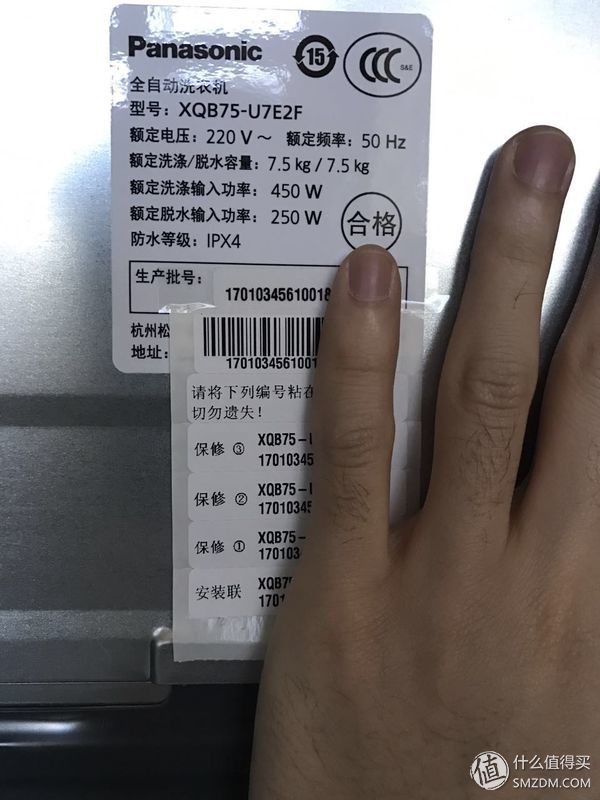 Panasonic
15
CCC S&E
全自动洗衣机
型号: XQB75-U7E2F
额定电压: 220 V ～ 额定频率: 50 Hz
额定洗涤/脱水容量: 7.5 kg / 7.5 kg
额定洗涤输入功率: 450 W
额定脱水输入功率: 250 W
合格
防水等级: IPX4
生产批号:
17010345610018
杭州松
17010345610018
地址:
请将下列编号粘在
切勿遗失!
保修 ③ XQB75-
1701034
保修 ② XQB75-
17010345
保修 ① XQB75-
170103
安装联 XQB75
1701
值 什么值得买
SMZDM.COM